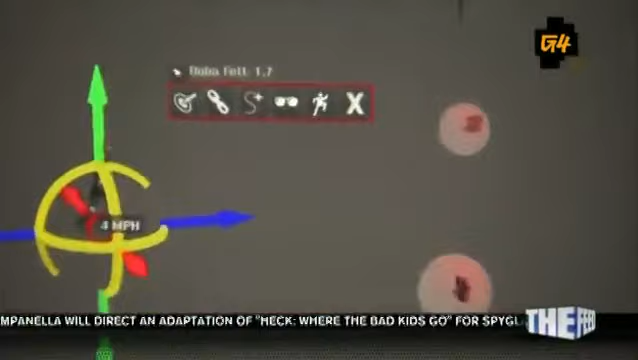 G4
Boba Fett 1.7
X
4 MPH
MPANELLA WILL DIRECT AN ADAPTATION OF "HECK: WHERE THE BAD KIDS GO" FOR SPYGL
THE FEED